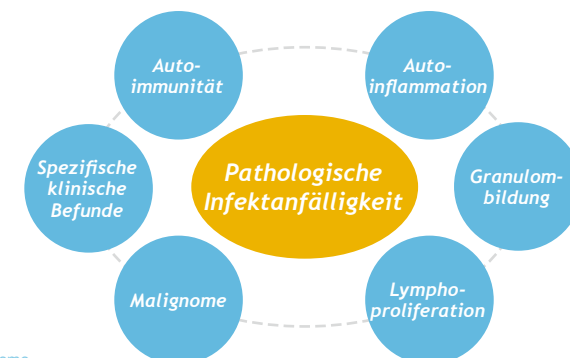 Auto-
immunität
Auto-
inflammation
Spezifische
klinische
Befunde
Pathologische
Infektanfälligkeit
Granulom-
bildung
Malignome
Lympho-
proliferation